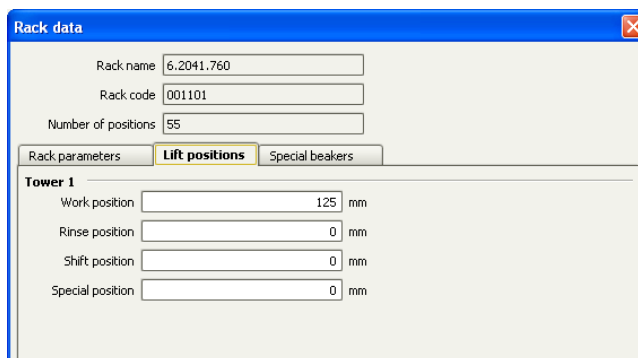 Rack data
Rack name 6.2041.760
Rack code 001101
Number of positions 55
Rack parameters Lift positions Special beakers
Tower 1
Work position 125 mm
Rinse position 0 mm
Shift position 0 mm
Special position 0 mm